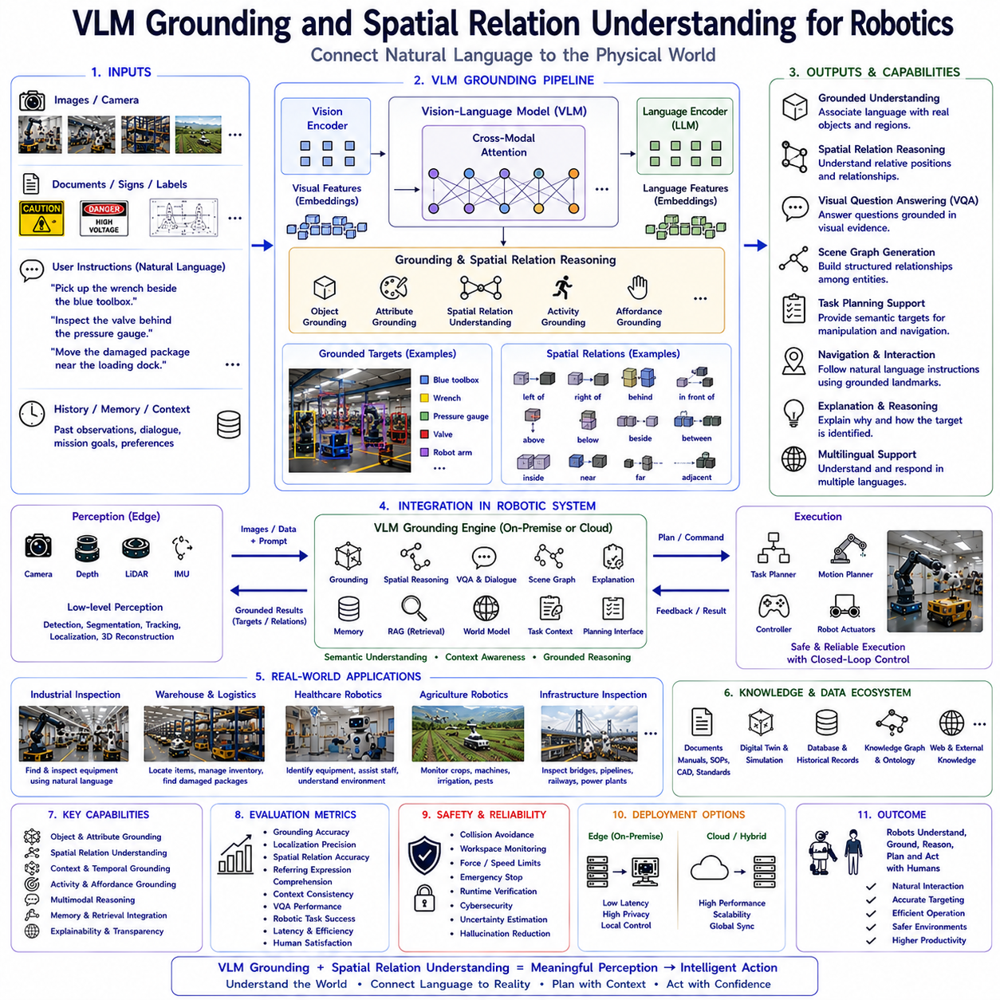 VLM Grounding and Spatial Relation Understanding for Robotics
Connect Natural Language to the Physical World
1. INPUTS
Images / Camera
...
Documents / Signs / Labels
CAUTION
DANGER
HIGH
VOLTAGE
...
User Instructions (Natural Language)
"Pick up the wrench beside
the blue toolbox."
"Inspect the valve behind
the pressure gauge."
"Move the damaged package
near the loading dock."
...
History / Memory / Context
Past observations, dialogue,
mission goals, preferences
2. VLM GROUNDING PIPELINE
Vision
Encoder
Visual Features
(Embeddings)
Vision-Language Model (VLM)
Cross-Modal
Attention
...
Language Encoder
(LLM)
Language Features
(Embeddings)
Grounding & Spatial Relation Reasoning
Object
Grounding
Attribute
Grounding
Spatial Relation
Understanding
Activity
Grounding
Affordance
Grounding
...
Grounded Targets (Examples)
Blue toolbox
Wrench
Pressure gauge
Valve
Robot arm
...
Spatial Relations (Examples)
left of
right of
behind
in front of
above
below
beside
between
inside
near
far
adjacent
3. OUTPUTS & CAPABILITIES
Grounded Understanding
Associate language with real
objects and regions.
Spatial Relation Reasoning
Understand relative positions
and relationships.
Visual Question Answering (VQA)
Answer questions grounded in
visual evidence.
Scene Graph Generation
Build structured relationships
among entities.
Task Planning Support
Provide semantic targets for
manipulation and navigation.
Navigation & Interaction
Follow natural language instructions
using grounded landmarks.
Explanation & Reasoning
Explain why and how the target
is identified.
Multilingual Support
Understand and respond in
multiple languages.
4. INTEGRATION IN ROBOTIC SYSTEM
Perception (Edge)
Camera
Depth
LiDAR
IMU
Low-level Perception
Detection, Segmentation, Tracking,
Localization, 3D Reconstruction
Images / Data
+ Prompt
Grounded Results
(Targets / Relations)
VLM Grounding Engine (On-Premise or Cloud)
Grounding
Spatial Reasoning
VQA & Dialogue
Scene Graph
Explanation
Memory
RAG (Retrieval)
World Model
Task Context
Planning Interface
Semantic Understanding • Context Awareness • Grounded Reasoning
Plan / Command
Feedback / Result
Execution
Task Planner
Motion Planner
Controller
Robot Actuators
Safe & Reliable Execution
with Closed-Loop Control
5. REAL-WORLD APPLICATIONS
Industrial Inspection
Find & inspect equipment
using natural language
Warehouse & Logistics
Locate items, manage inventory,
find damaged packages
Healthcare Robotics
Identify equipment, assist staff,
understand environment
Agriculture Robotics
Monitor crops, machines,
irrigation, pests
Infrastructure Inspection
Inspect bridges, pipelines,
railways, power plants
...
6. KNOWLEDGE & DATA ECOSYSTEM
Documents
Manuals, SOPs,
CAD, Standards
Digital Twin &
Simulation
Database &
Historical Records
Knowledge Graph
& Ontology
Web & External
Knowledge
...
7. KEY CAPABILITIES
Object & Attribute Grounding
Spatial Relation Understanding
Context & Temporal Grounding
Activity & Affordance Grounding
Multimodal Reasoning
Memory & Retrieval Integration
Explainability & Transparency
8. EVALUATION METRICS
• Grounding Accuracy
• Localization Precision
• Spatial Relation Accuracy
• Referring Expression
Comprehension
• Context Consistency
• VQA Performance
• Robotic Task Success
• Latency & Efficiency
• Human Satisfaction
9. SAFETY & RELIABILITY
• Collision Avoidance
• Workspace Monitoring
• Force / Speed Limits
• Emergency Stop
• Runtime Verification
• Cybersecurity
• Uncertainty Estimation
• Hallucination Reduction
10. DEPLOYMENT OPTIONS
Edge (On-Premise)
Low Latency
High Privacy
Local Control
Cloud / Hybrid
High Performance
Scalability
Global Sync
11. OUTCOME
Robots Understand,
Ground, Reason,
Plan and Act
with Humans
✓ Natural Interaction
✓ Accurate Targeting
✓ Efficient Operation
✓ Safer Environments
✓ Higher Productivity
VLM Grounding + Spatial Relation Understanding = Meaningful Perception → Intelligent Action
Understand the World • Connect Language to Reality • Plan with Context • Act with Confidence